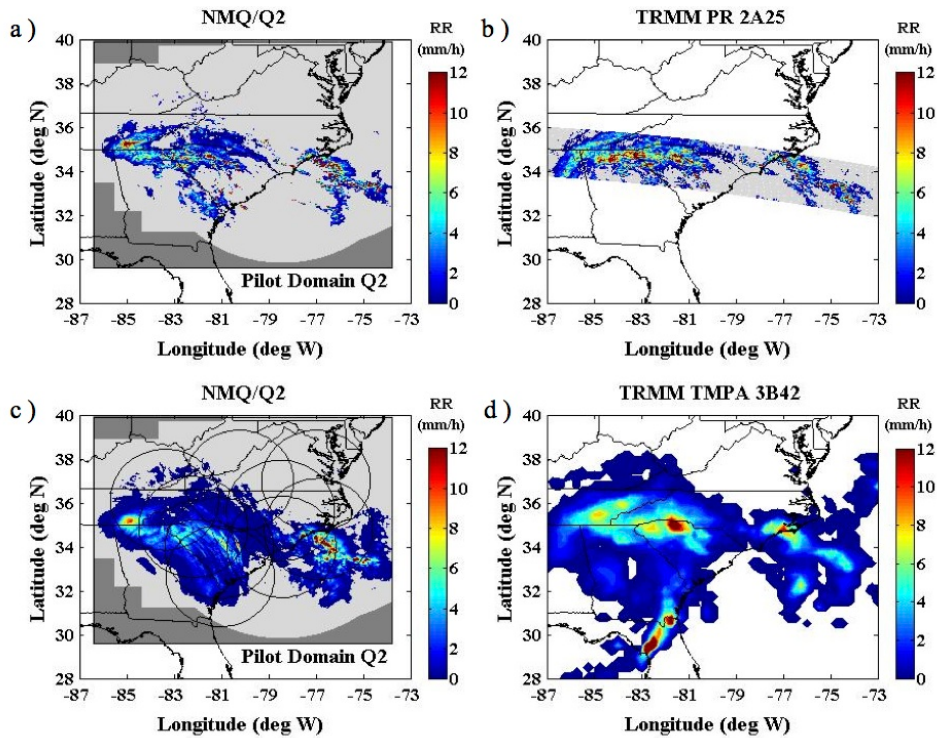 a ) NMQ/Q2 RR
(mm/h)
40
38
36
34
32
30
28
Latitude (deg N)
Pilot Domain Q2
-87 -85 -83 -81 -79 -77 -75 -73
Longitude (deg W)
12
10
8
6
4
2
0
b ) TRMM PR 2A25 RR
(mm/h)
40
38
36
34
32
30
28
Latitude (deg N)
-87 -85 -83 -81 -79 -77 -75 -73
Longitude (deg W)
12
10
8
6
4
2
0
c ) NMQ/Q2 RR
(mm/h)
40
38
36
34
32
30
28
Latitude (deg N)
Pilot Domain Q2
-87 -85 -83 -81 -79 -77 -75 -73
Longitude (deg W)
12
10
8
6
4
2
0
d ) TRMM TMPA 3B42 RR
(mm/h)
40
38
36
34
32
30
28
Latitude (deg N)
-87 -85 -83 -81 -79 -77 -75 -73
Longitude (deg W)
12
10
8
6
4
2
0